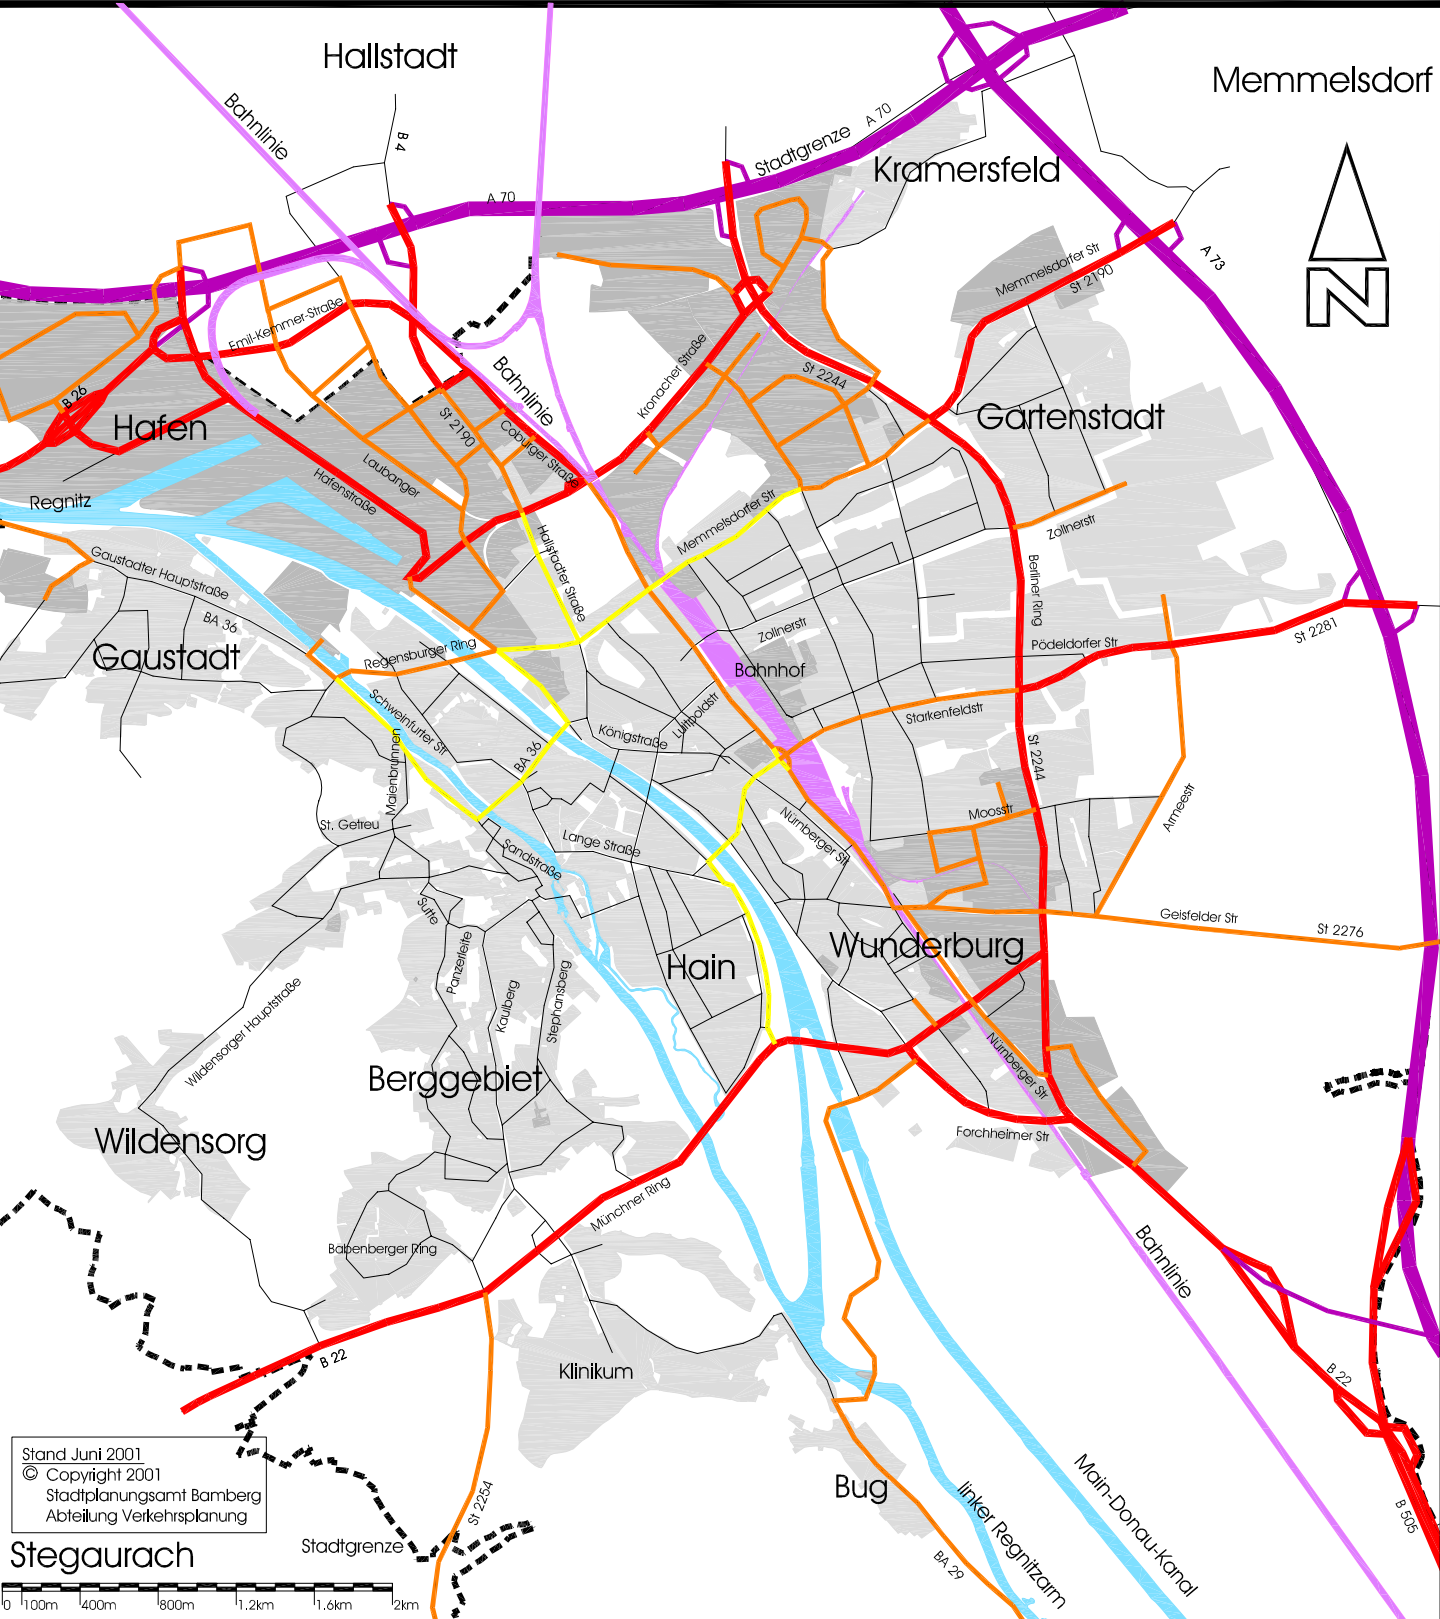 Hallstadt
Memmelsdorf
Bahnlinie
B 4
A 70
Stadtgrenze
Kramersfeld
A 70
N
Memmelsdorfer Str
St 2190
A 73
Emil-Kemmer-Straße
Bahnlinie
Kronacher Straße
St 2244
B 26
Hafen
St 2190
Coburger Straße
Gartenstadt
Laubanger
Hafenstraße
Regnitz
Memmelsdorfer Str
Zollnerstr
Hallstadter Straße
Gaustadter Hauptstraße
BA 36
Berliner Ring
Zollnerstr
Pödeldorfer Str
St 2281
Gaustadt
Regensburger Ring
Bahnhof
Luitpoldstr
Starkenfeldstr
Schweinfurter Str
Königstraße
BA 36
Maienbrunnen
St 2244
Moosstr
Armeestr
St. Getreu
Lange Straße
Nürnberger Str
Sandstraße
Sutte
Geisfelder Str
St 2276
Wunderburg
Hain
Panzerleite
Kaulberg
Stephansberg
Wildensorger Hauptstraße
Nürnberger Str
Berggebiet
Forchheimer Str
Wildensorg
Münchner Ring
Babenberger Ring
Bahnlinie
B 22
Klinikum
B 22
Bug
St 2254
linker Regnitzarm
Main-Donau-Kanal
B 505
BA 29
Stand Juni 2001
© Copyright 2001
Stadtplanungsamt Bamberg
Abteilung Verkehrsplanung
Stadtgrenze
Stegaurach
0 100m 400m 800m 1.2km 1.6km 2km